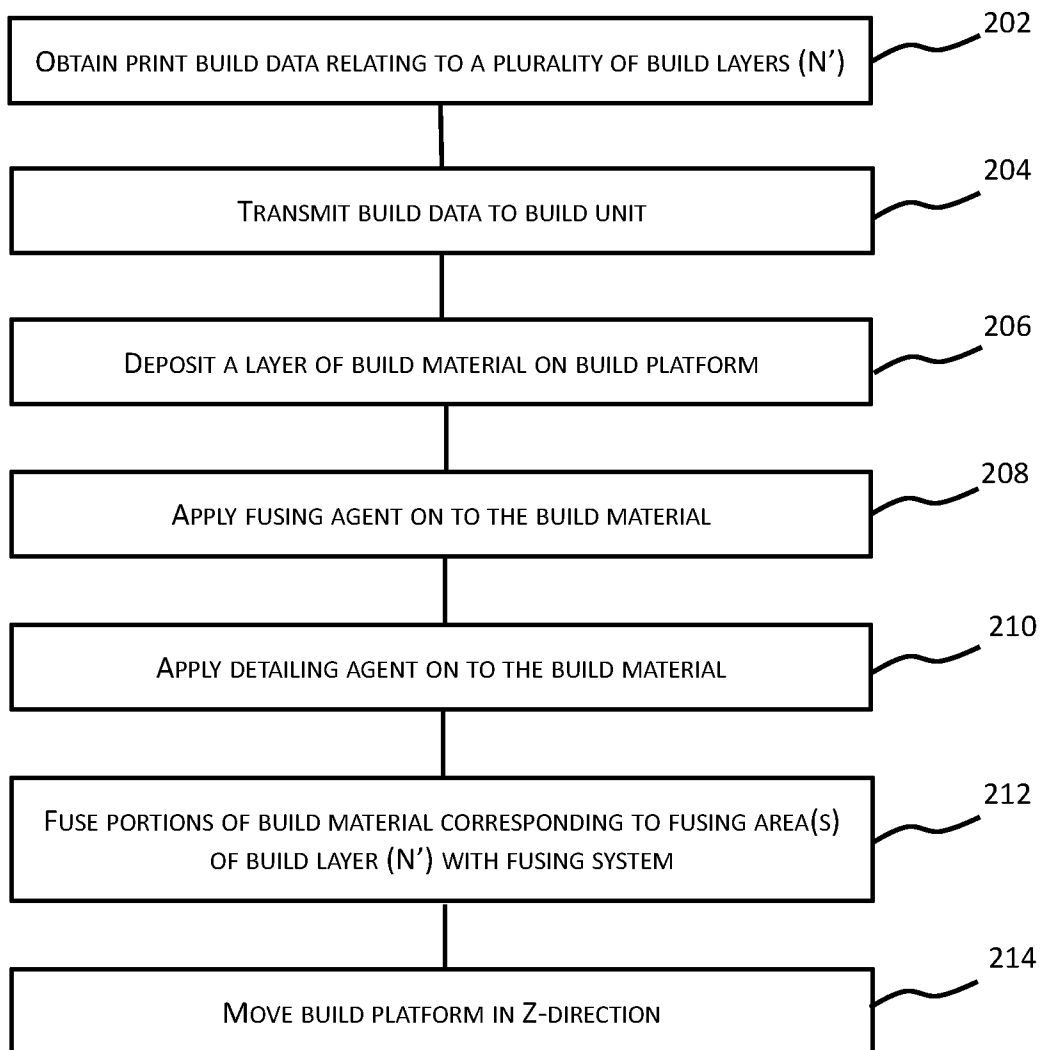 202
OBTAIN PRINT BUILD DATA RELATING TO A PLURALITY OF BUILD LAYERS (N’)
204
TRANSMIT BUILD DATA TO BUILD UNIT
206
DEPOSIT A LAYER OF BUILD MATERIAL ON BUILD PLATFORM
208
APPLY FUSING AGENT ON TO THE BUILD MATERIAL
210
APPLY DETAILING AGENT ON TO THE BUILD MATERIAL
212
FUSE PORTIONS OF BUILD MATERIAL CORRESPONDING TO FUSING AREA(S)
OF BUILD LAYER (N’) WITH FUSING SYSTEM
214
MOVE BUILD PLATFORM IN Z-DIRECTION